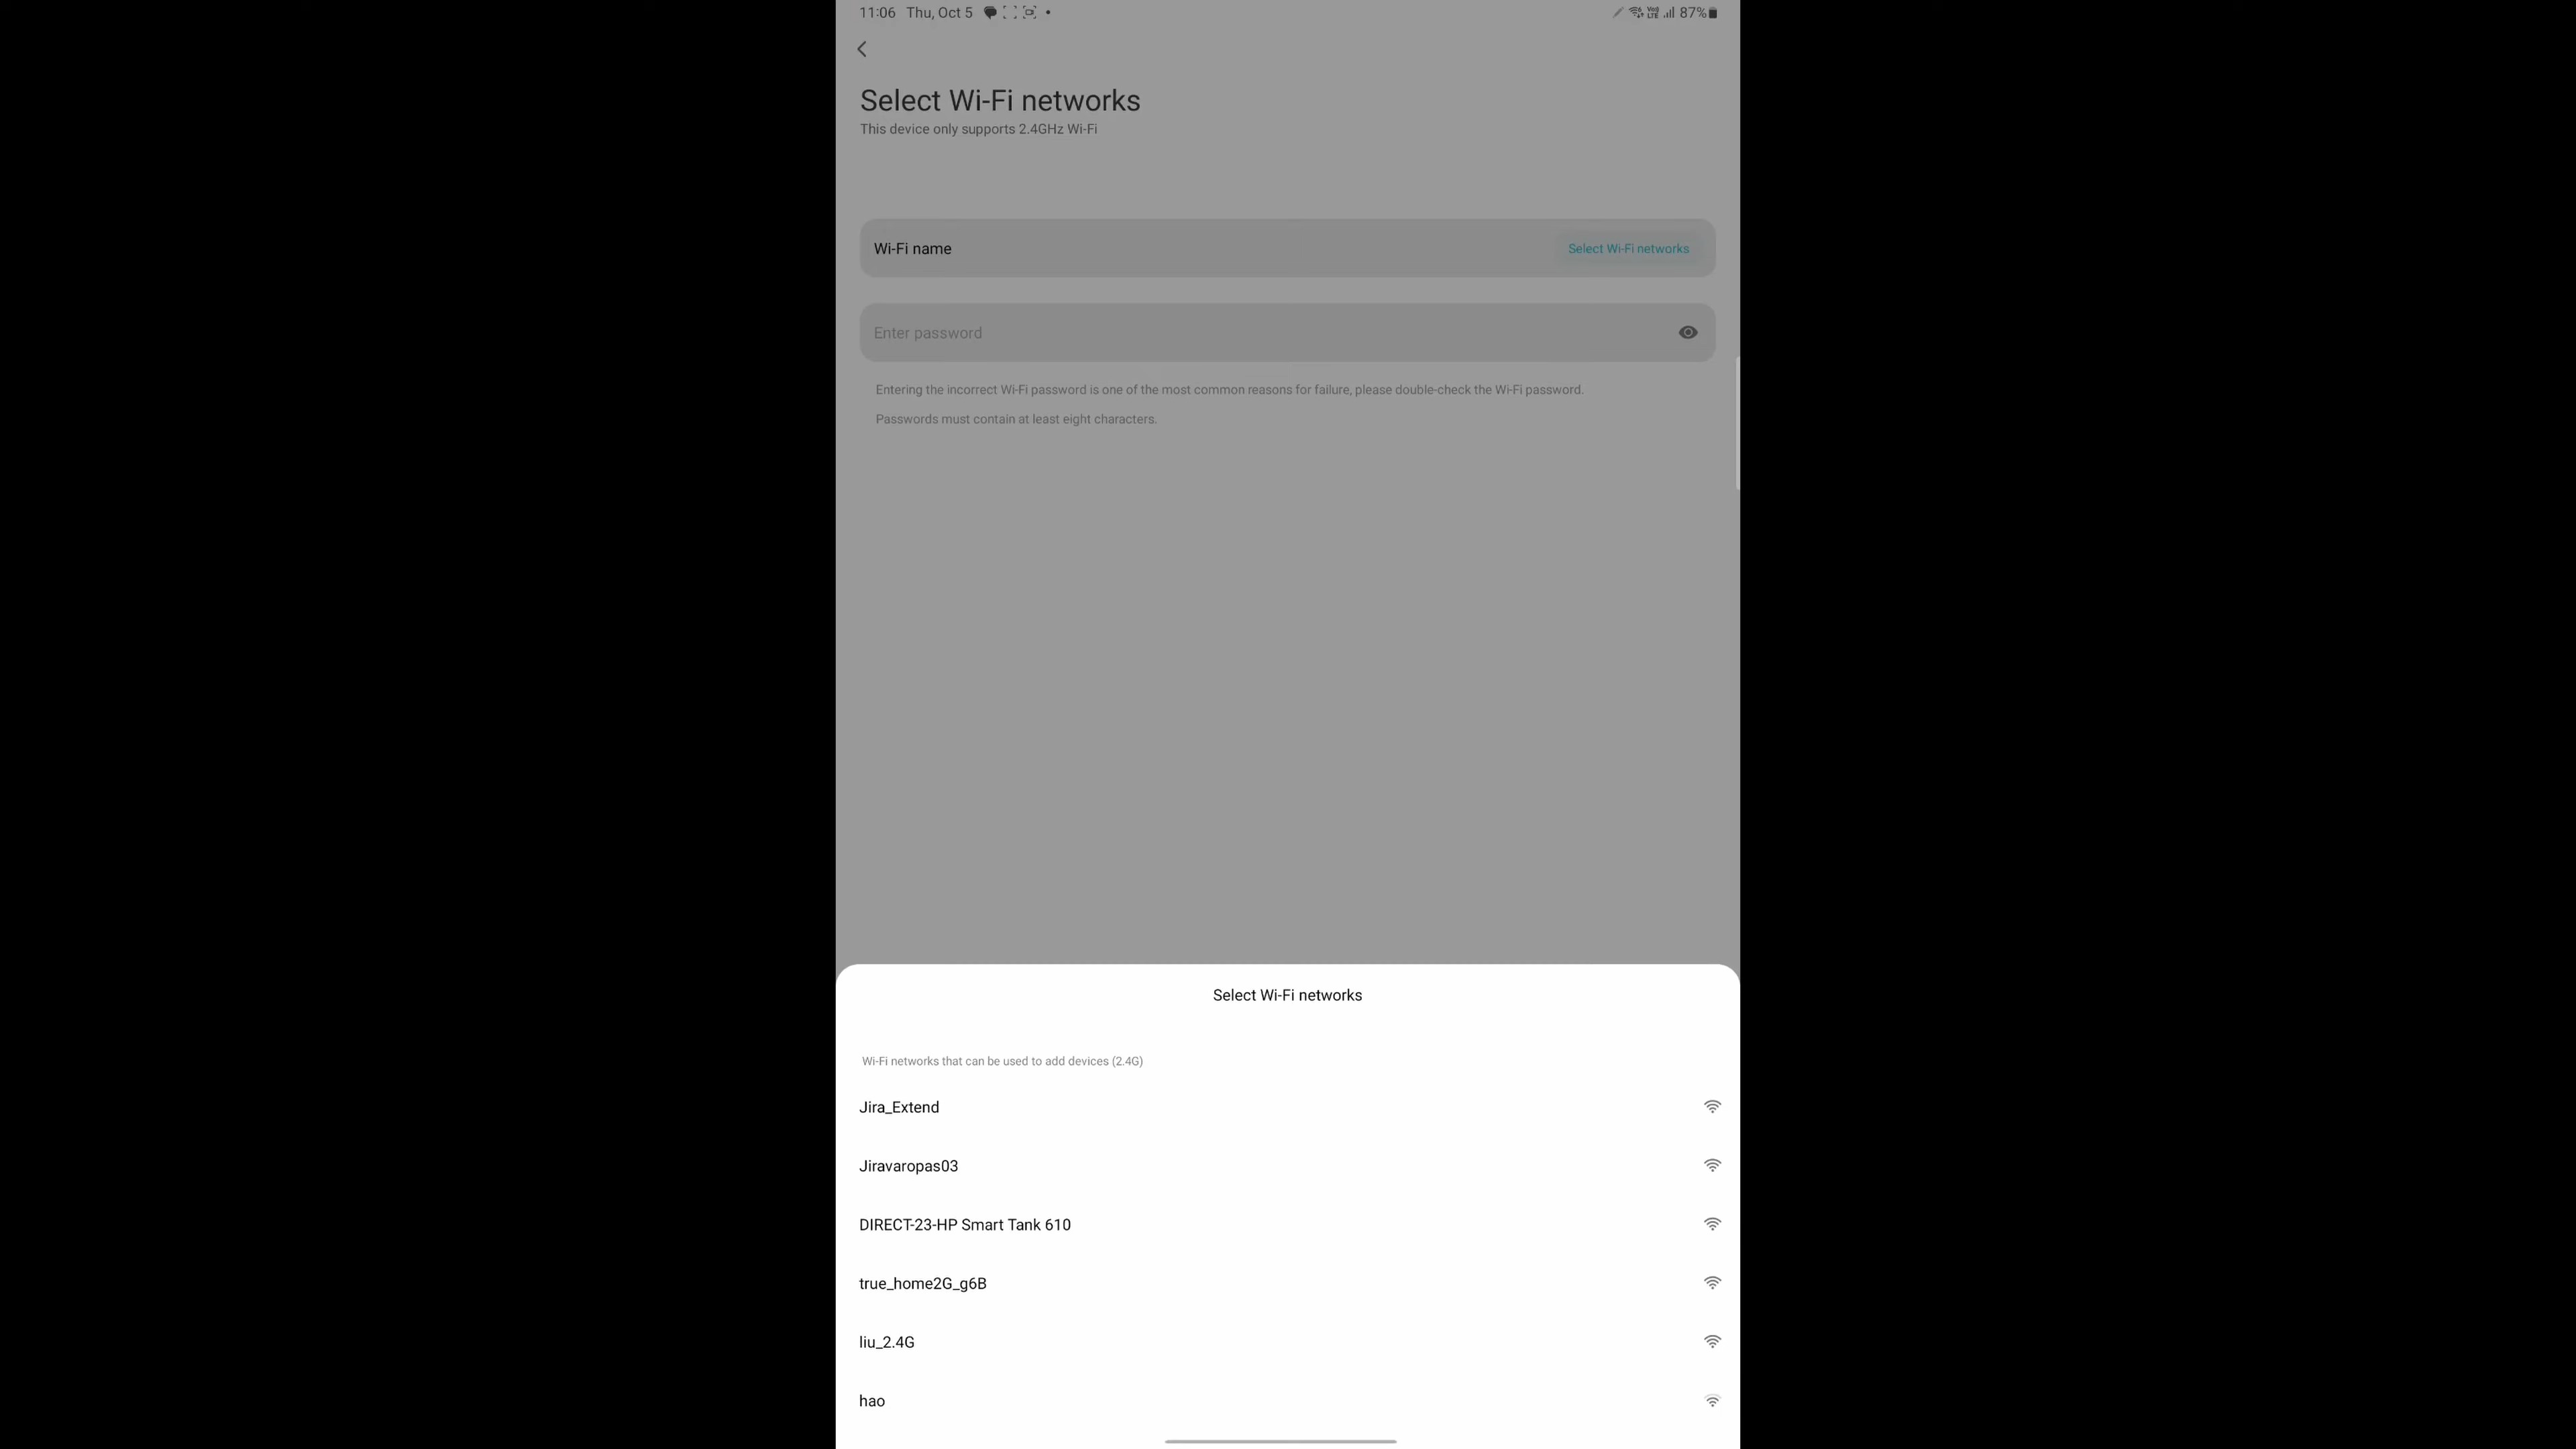 11:06 Thu, Oct 5
87%
Select Wi-Fi networks
This device only supports 2.4GHz Wi-Fi
Wi-Fi name
Select Wi-Fi networks
Enter password
Entering the incorrect Wi-Fi password is one of the most common reasons for failure, please double-check the Wi-Fi password.
Passwords must contain at least eight characters.
Select Wi-Fi networks
Wi-Fi networks that can be used to add devices (2.4G)
Jira_Extend
Jiravaropas03
DIRECT-23-HP Smart Tank 610
true_home2G_g6B
liu_2.4G
hao